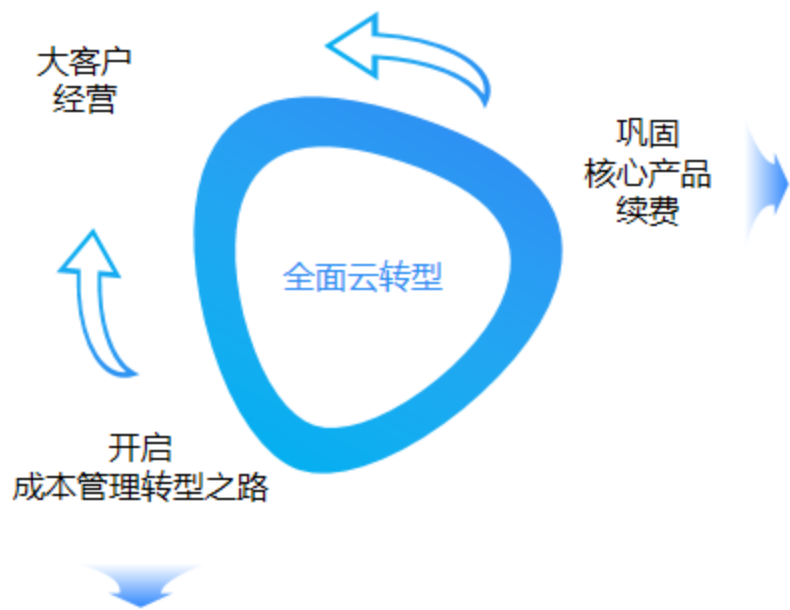 大客户
经营
巩固
核心产品
续费
全面云转型
开启
成本管理转型之路